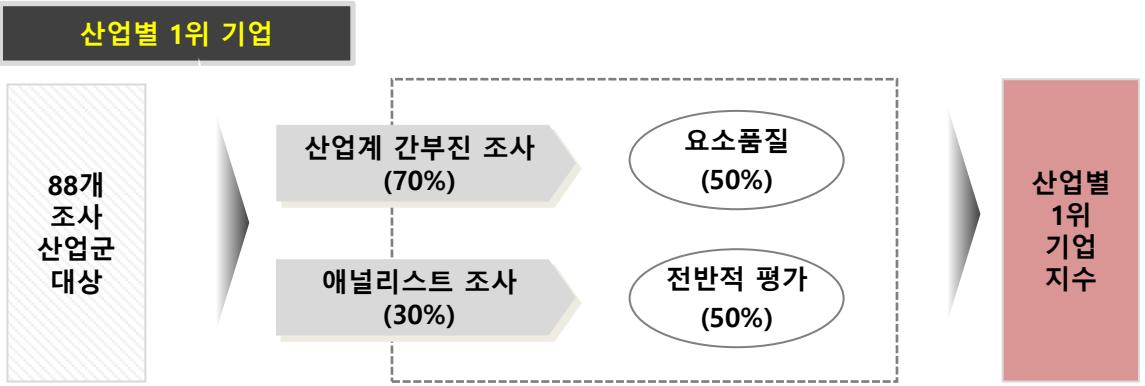 산업별 1위 기업
88개
조사
산업군
대상
산업계 간부진 조사
(70%)
애널리스트 조사
(30%)
요소품질
(50%)
전반적 평가
(50%)
산업별
1위
기업
지수